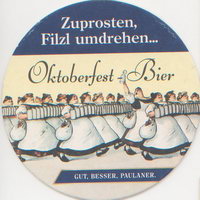 Zuprosten,
Filzl umdrehen...
Oktoberfest Bier
GUT, BESSER, PAULANER.